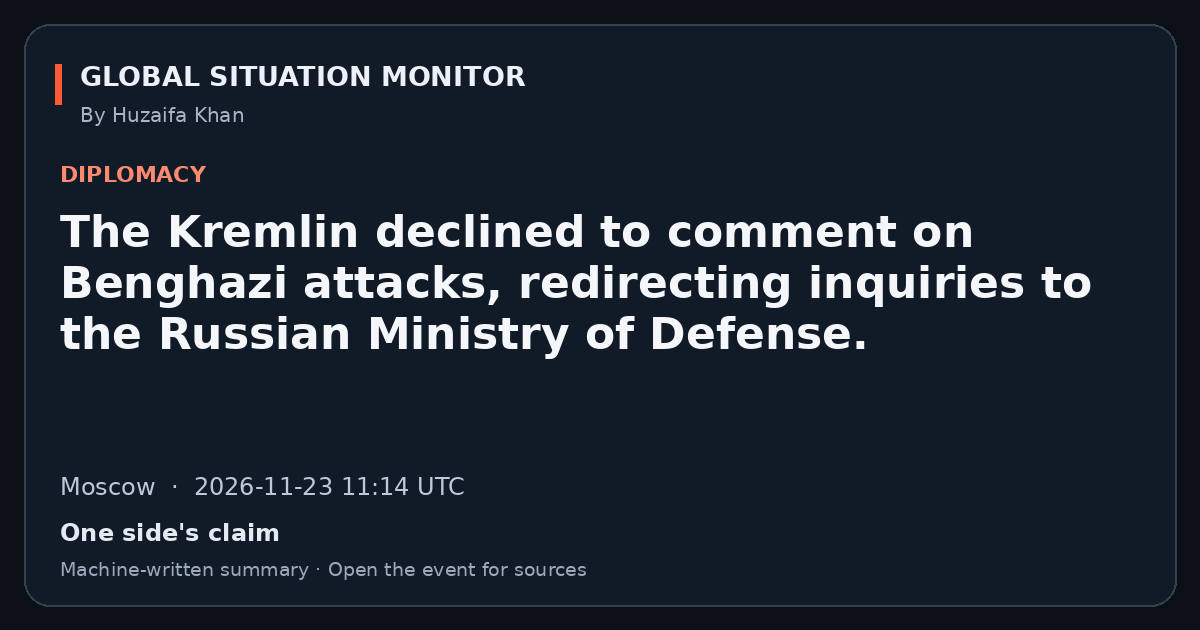 GLOBAL SITUATION MONITOR
By Huzaifa Khan
DIPLOMACY
The Kremlin declined to comment on
Benghazi attacks, redirecting inquiries to
the Russian Ministry of Defense.
Moscow · 2026-11-23 11:14 UTC
One side's claim
Machine-written summary · Open the event for sources